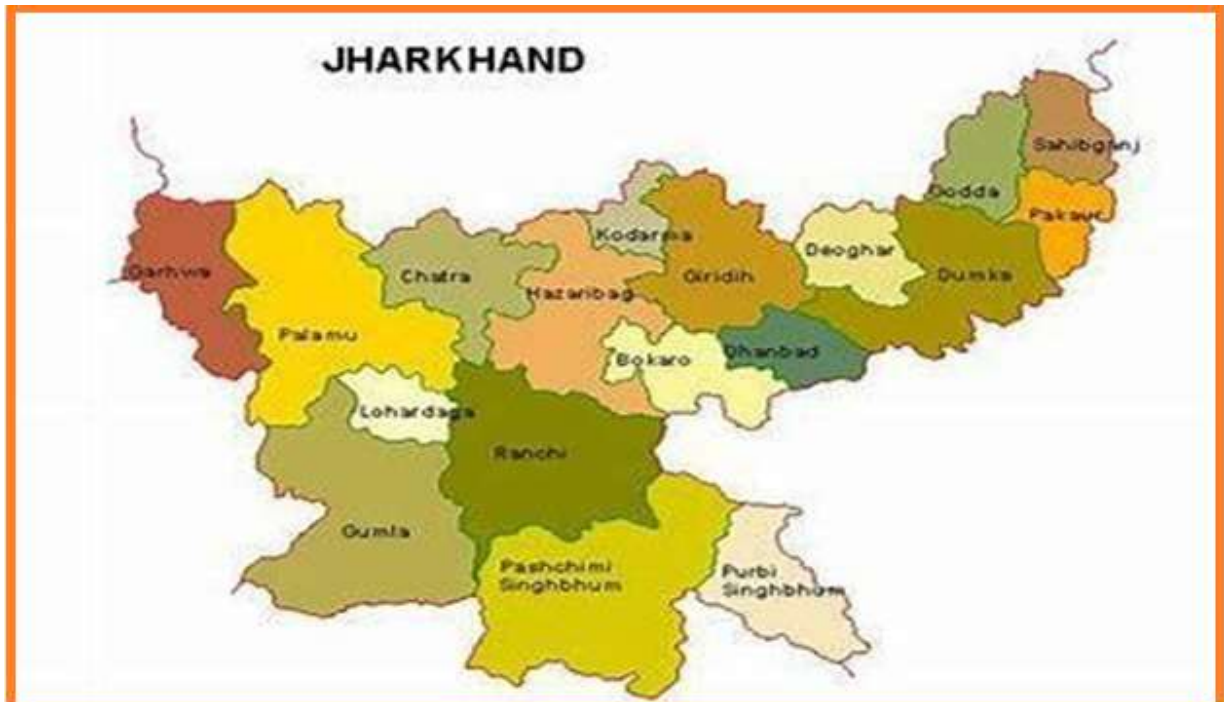 JHARKHAND
Sahibganj
Godda
Pakaur
Kodarma
Deoghar
Garhwa
Chatra
Giridih
Dumka
Hazaribag
Palamu
Bokaro
Dhanbad
Lohardaga
Ranchi
Gumla
Pashchimi
Singhbhum
Purbi
Singhbhum